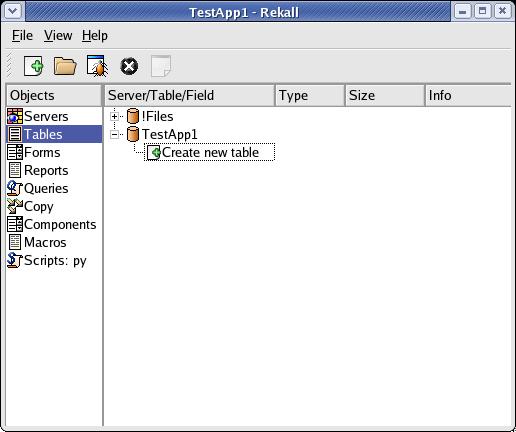 TestApp1 - Rekall
File View Help
Objects Server/Table/Field Type Size Info
Servers !Files
Tables TestApp1
Forms Create new table
Reports
Queries
Copy
Components
Macros
Scripts: py